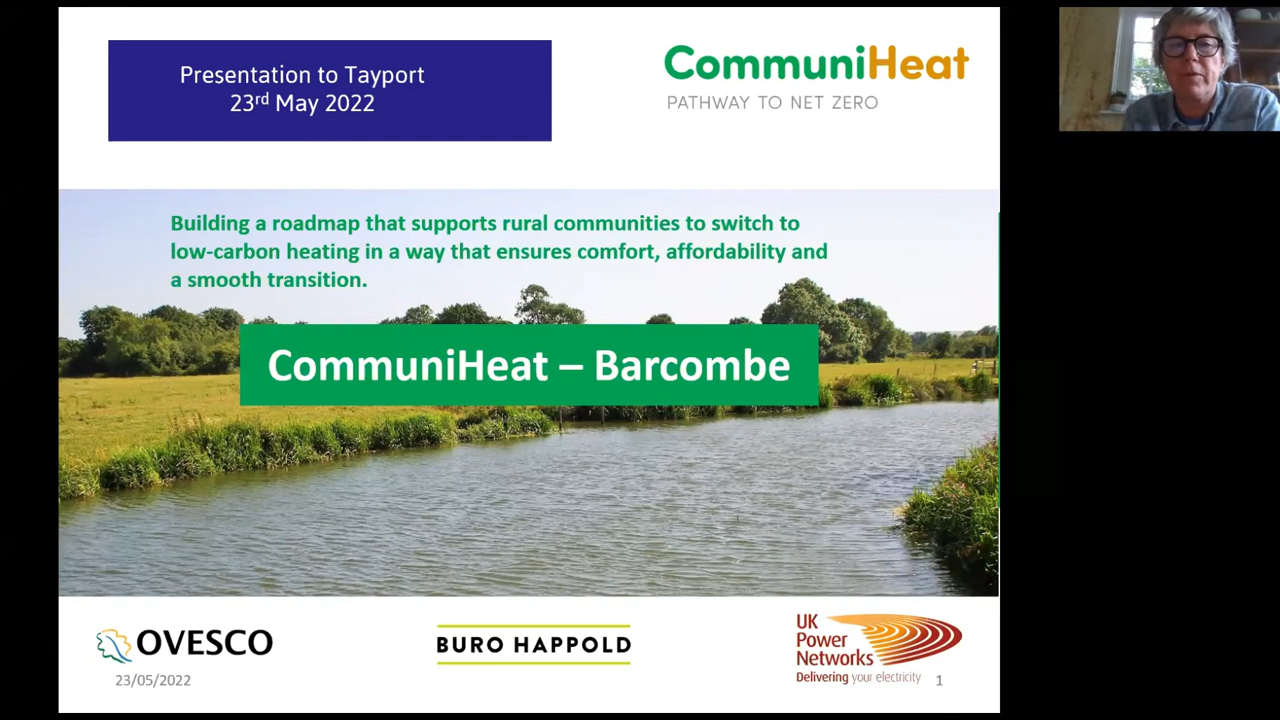 Presentation to Tayport
23rd May 2022
CommuniHeat
PATHWAY TO NET ZERO
Building a roadmap that supports rural communities to switch to
low-carbon heating in a way that ensures comfort, affordability and
a smooth transition.
CommuniHeat – Barcombe
OVESCO
BURO HAPPOLD
UK
Power
Networks
Delivering your electricity
23/05/2022
1